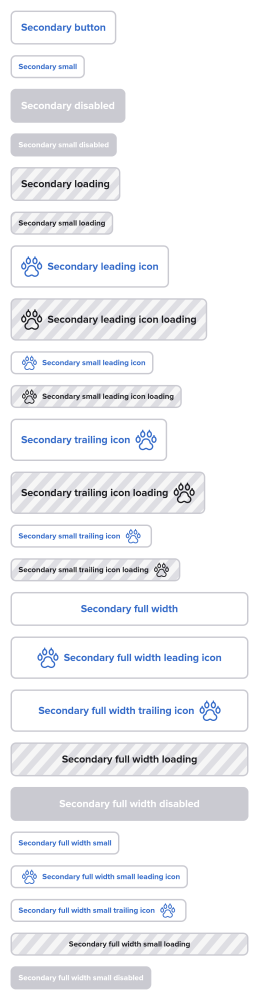 Secondary button
Secondary small
Secondary disabled
Secondary small disabled
Secondary loading
Secondary small loading
Secondary leading icon
Secondary leading icon loading
Secondary small leading icon
Secondary small leading icon loading
Secondary trailing icon
Secondary trailing icon loading
Secondary small trailing icon
Secondary small trailing icon loading
Secondary full width
Secondary full width leading icon
Secondary full width trailing icon
Secondary full width loading
Secondary full width disabled
Secondary full width small
Secondary full width small leading icon
Secondary full width small trailing icon
Secondary full width small loading
Secondary full width small disabled